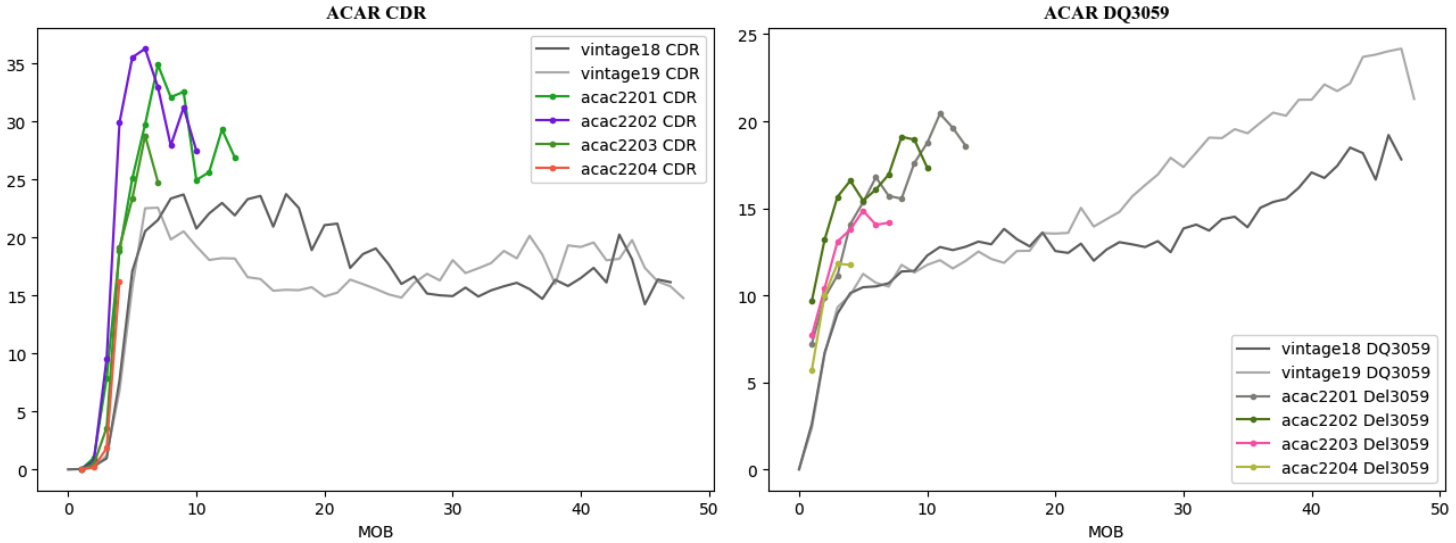 ACAR CDR
35
30
25
20
15
10
5
0
vintage18 CDR
vintage19 CDR
acac2201 CDR
acac2202 CDR
acac2203 CDR
acac2204 CDR
0 10 20 30 40 50
MOB
ACAR DQ3059
25
20
15
10
5
0
vintage18 DQ3059
vintage19 DQ3059
acac2201 Del3059
acac2202 Del3059
acac2203 Del3059
acac2204 Del3059
0 10 20 30 40 50
MOB